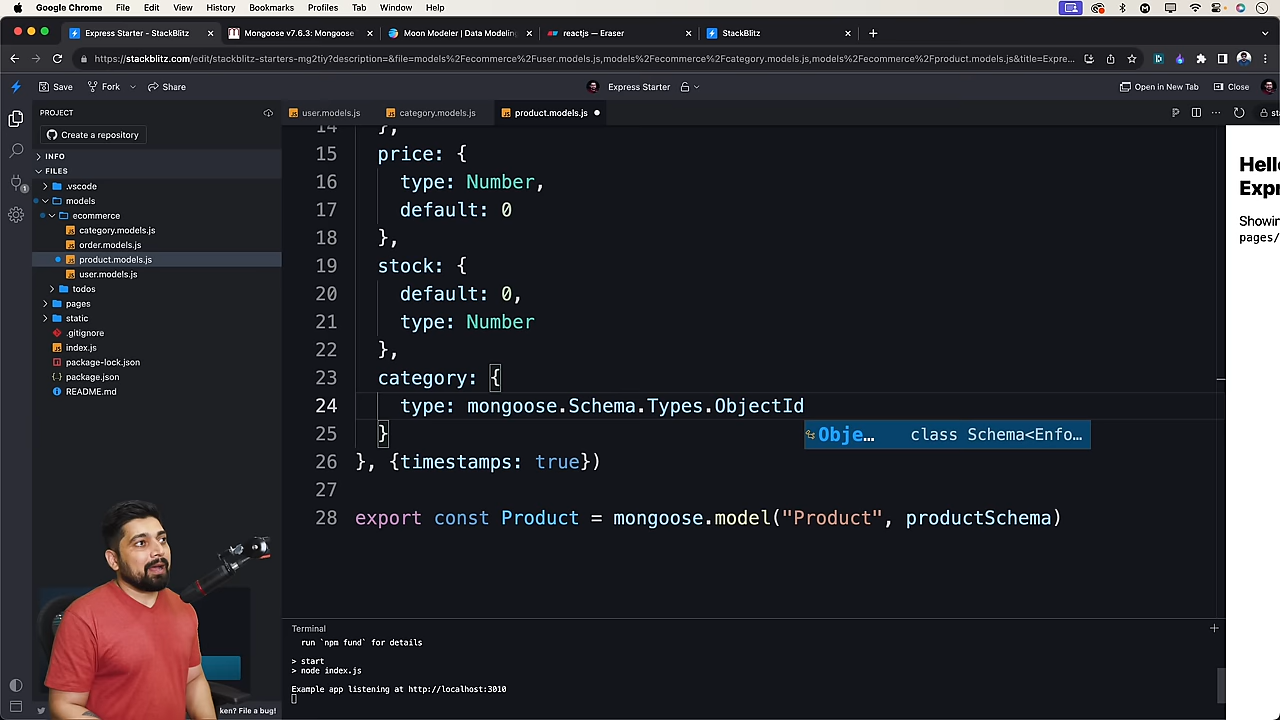 Google Chrome File Edit View History Bookmarks Profiles Tab Window Help
Express Starter - StackBlitz
Mongoose v7.6.3: Mongoose
Moon Modeler | Data Modeling
reactjs — Eraser
StackBlitz
https://stackblitz.com/edit/stackblitz-starters-mg2tiy?description=&file=models%2Fecommerce%2Fuser.models.js,models%2Fecommerce%2Fcategory.models.js,models%2Fecommerce%2Fproduct.models.js&title=Expre...
Save Fork Share Express Starter Open in New Tab Close
PROJECT
Create a repository
INFO
FILES
.vscode
models
ecommerce
category.models.js
order.models.js
product.models.js
user.models.js
todos
pages
static
.gitignore
index.js
package-lock.json
package.json
README.md
user.models.js category.models.js product.models.js
14 },
15 price: {
16 type: Number,
17 default: 0
18 },
19 stock: {
20 default: 0,
21 type: Number
22 },
23 category: {
24 type: mongoose.Schema.Types.ObjectId
Obje… class Schema<Enfo…
25 }
26 }, {timestamps: true})
27
28 export const Product = mongoose.model("Product", productSchema)
Terminal
run `npm fund` for details
> start
> node index.js
Example app listening at http://localhost:3010
ken? File a bug!
Hello
Expr
Showin
pages/